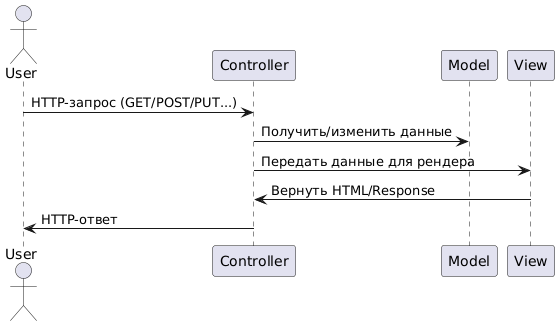 User
Controller
Model
View
HTTP-запрос (GET/POST/PUT...)
Получить/изменить данные
Передать данные для рендера
Вернуть HTML/Response
HTTP-ответ
User
Controller
Model
View